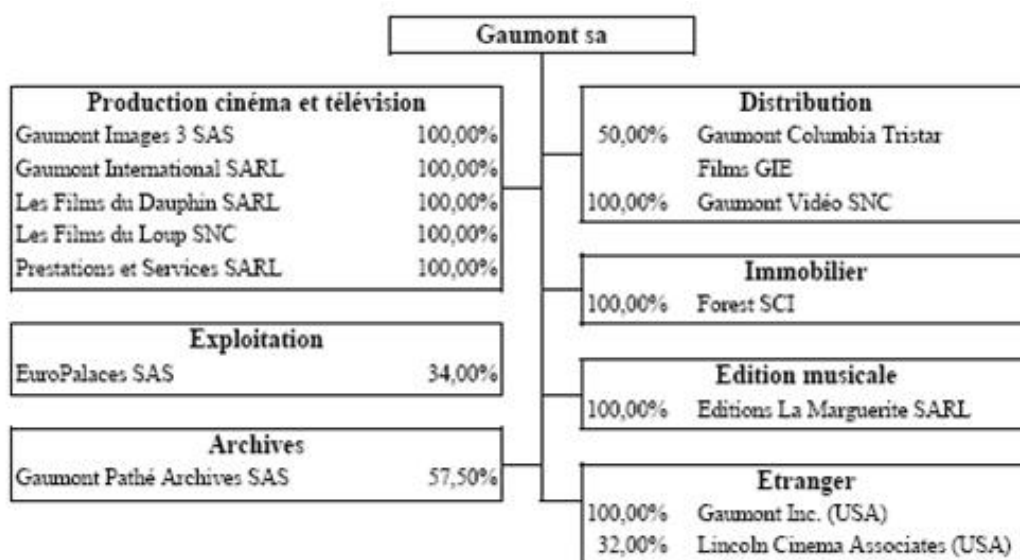 Gaumont sa
Production cinéma et télévision
Gaumont Images 3 SAS 100,00%
Gaumont International SARL 100,00%
Les Films du Dauphin SARL 100,00%
Les Films du Loup SNC 100,00%
Prestations et Services SARL 100,00%
Exploitation
EuroPalaces SAS 34,00%
Archives
Gaumont Pathé Archives SAS 57,50%
Distribution
50,00% Gaumont Columbia Tristar
Films GIE
100,00% Gaumont Vidéo SNC
Immobilier
100,00% Forest SCI
Edition musicale
100,00% Editions La Marguerite SARL
Etranger
100,00% Gaumont Inc. (USA)
32,00% Lincoln Cinema Associates (USA)